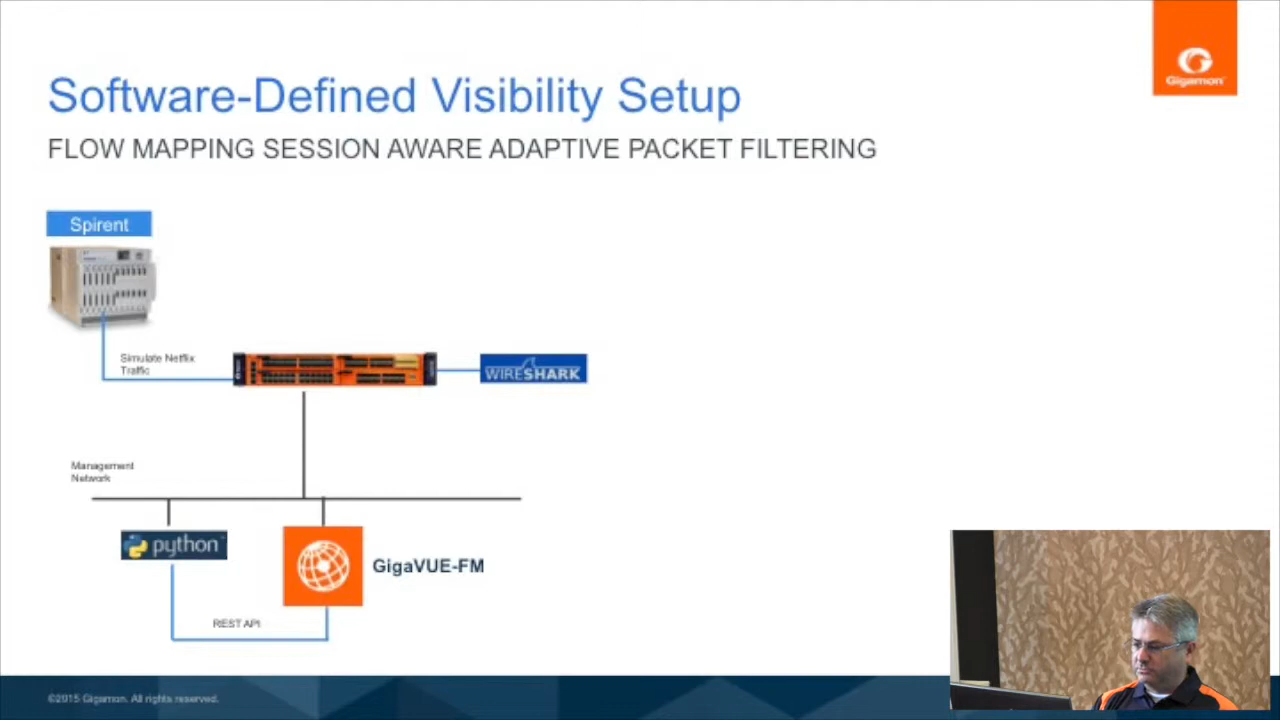 Gigamon
Software-Defined Visibility Setup
FLOW MAPPING SESSION AWARE ADAPTIVE PACKET FILTERING
Spirent
Simulate Netflix
Traffic
WIRESHARK
Management
Network
python
GigaVUE-FM
REST API
©2015 Gigamon. All rights reserved.